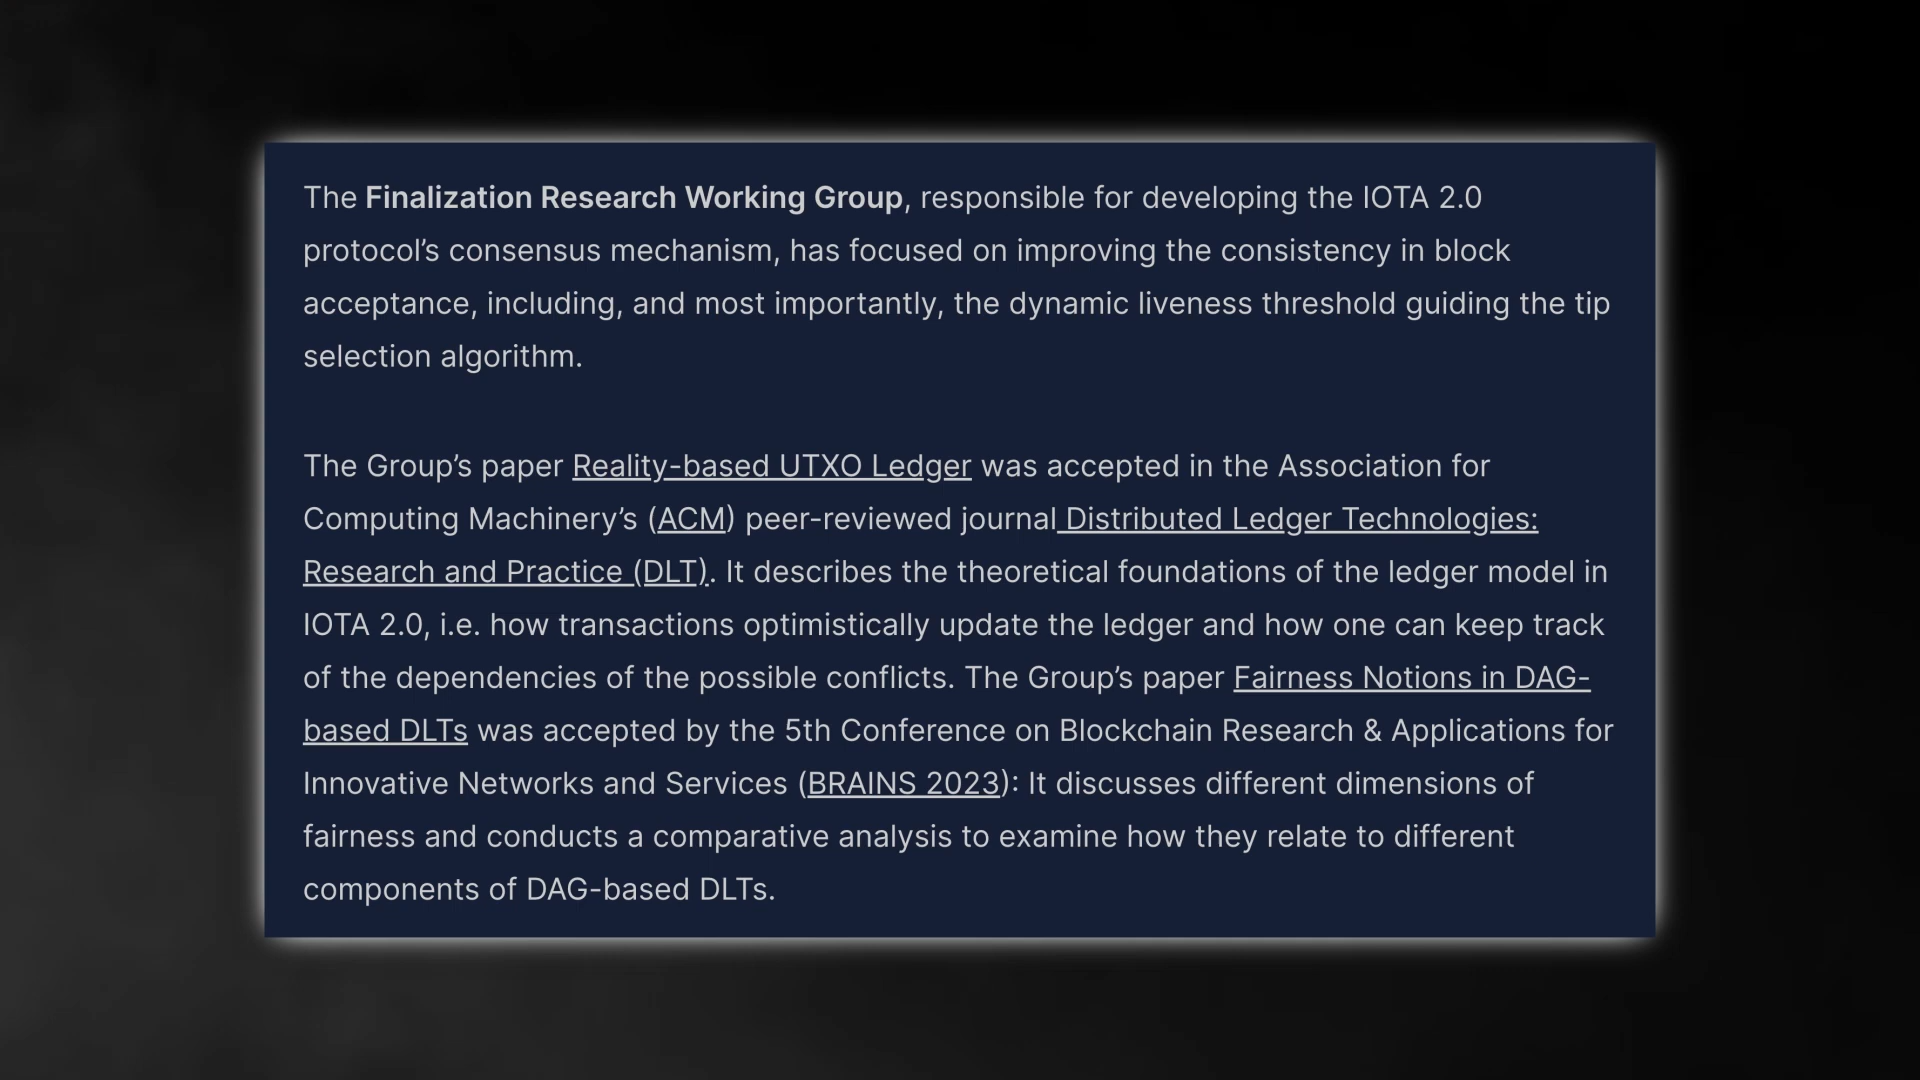 The Finalization Research Working Group, responsible for developing the IOTA 2.0
protocol’s consensus mechanism, has focused on improving the consistency in block
acceptance, including, and most importantly, the dynamic liveness threshold guiding the tip
selection algorithm.
The Group’s paper Reality-based UTXO Ledger was accepted in the Association for
Computing Machinery’s (ACM) peer-reviewed journal Distributed Ledger Technologies:
Research and Practice (DLT). It describes the theoretical foundations of the ledger model in
IOTA 2.0, i.e. how transactions optimistically update the ledger and how one can keep track
of the dependencies of the possible conflicts. The Group’s paper Fairness Notions in DAG-
based DLTs was accepted by the 5th Conference on Blockchain Research & Applications for
Innovative Networks and Services (BRAINS 2023): It discusses different dimensions of
fairness and conducts a comparative analysis to examine how they relate to different
components of DAG-based DLTs.